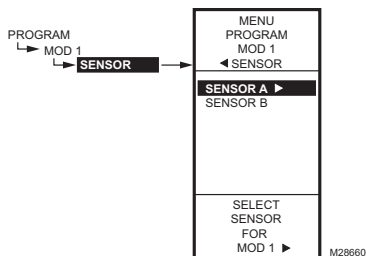 PROGRAM
MOD 1
SENSOR
MENU
PROGRAM
MOD 1
◄ SENSOR
SENSOR A ►
SENSOR B
SELECT
SENSOR
FOR
MOD 1 ►
M28660